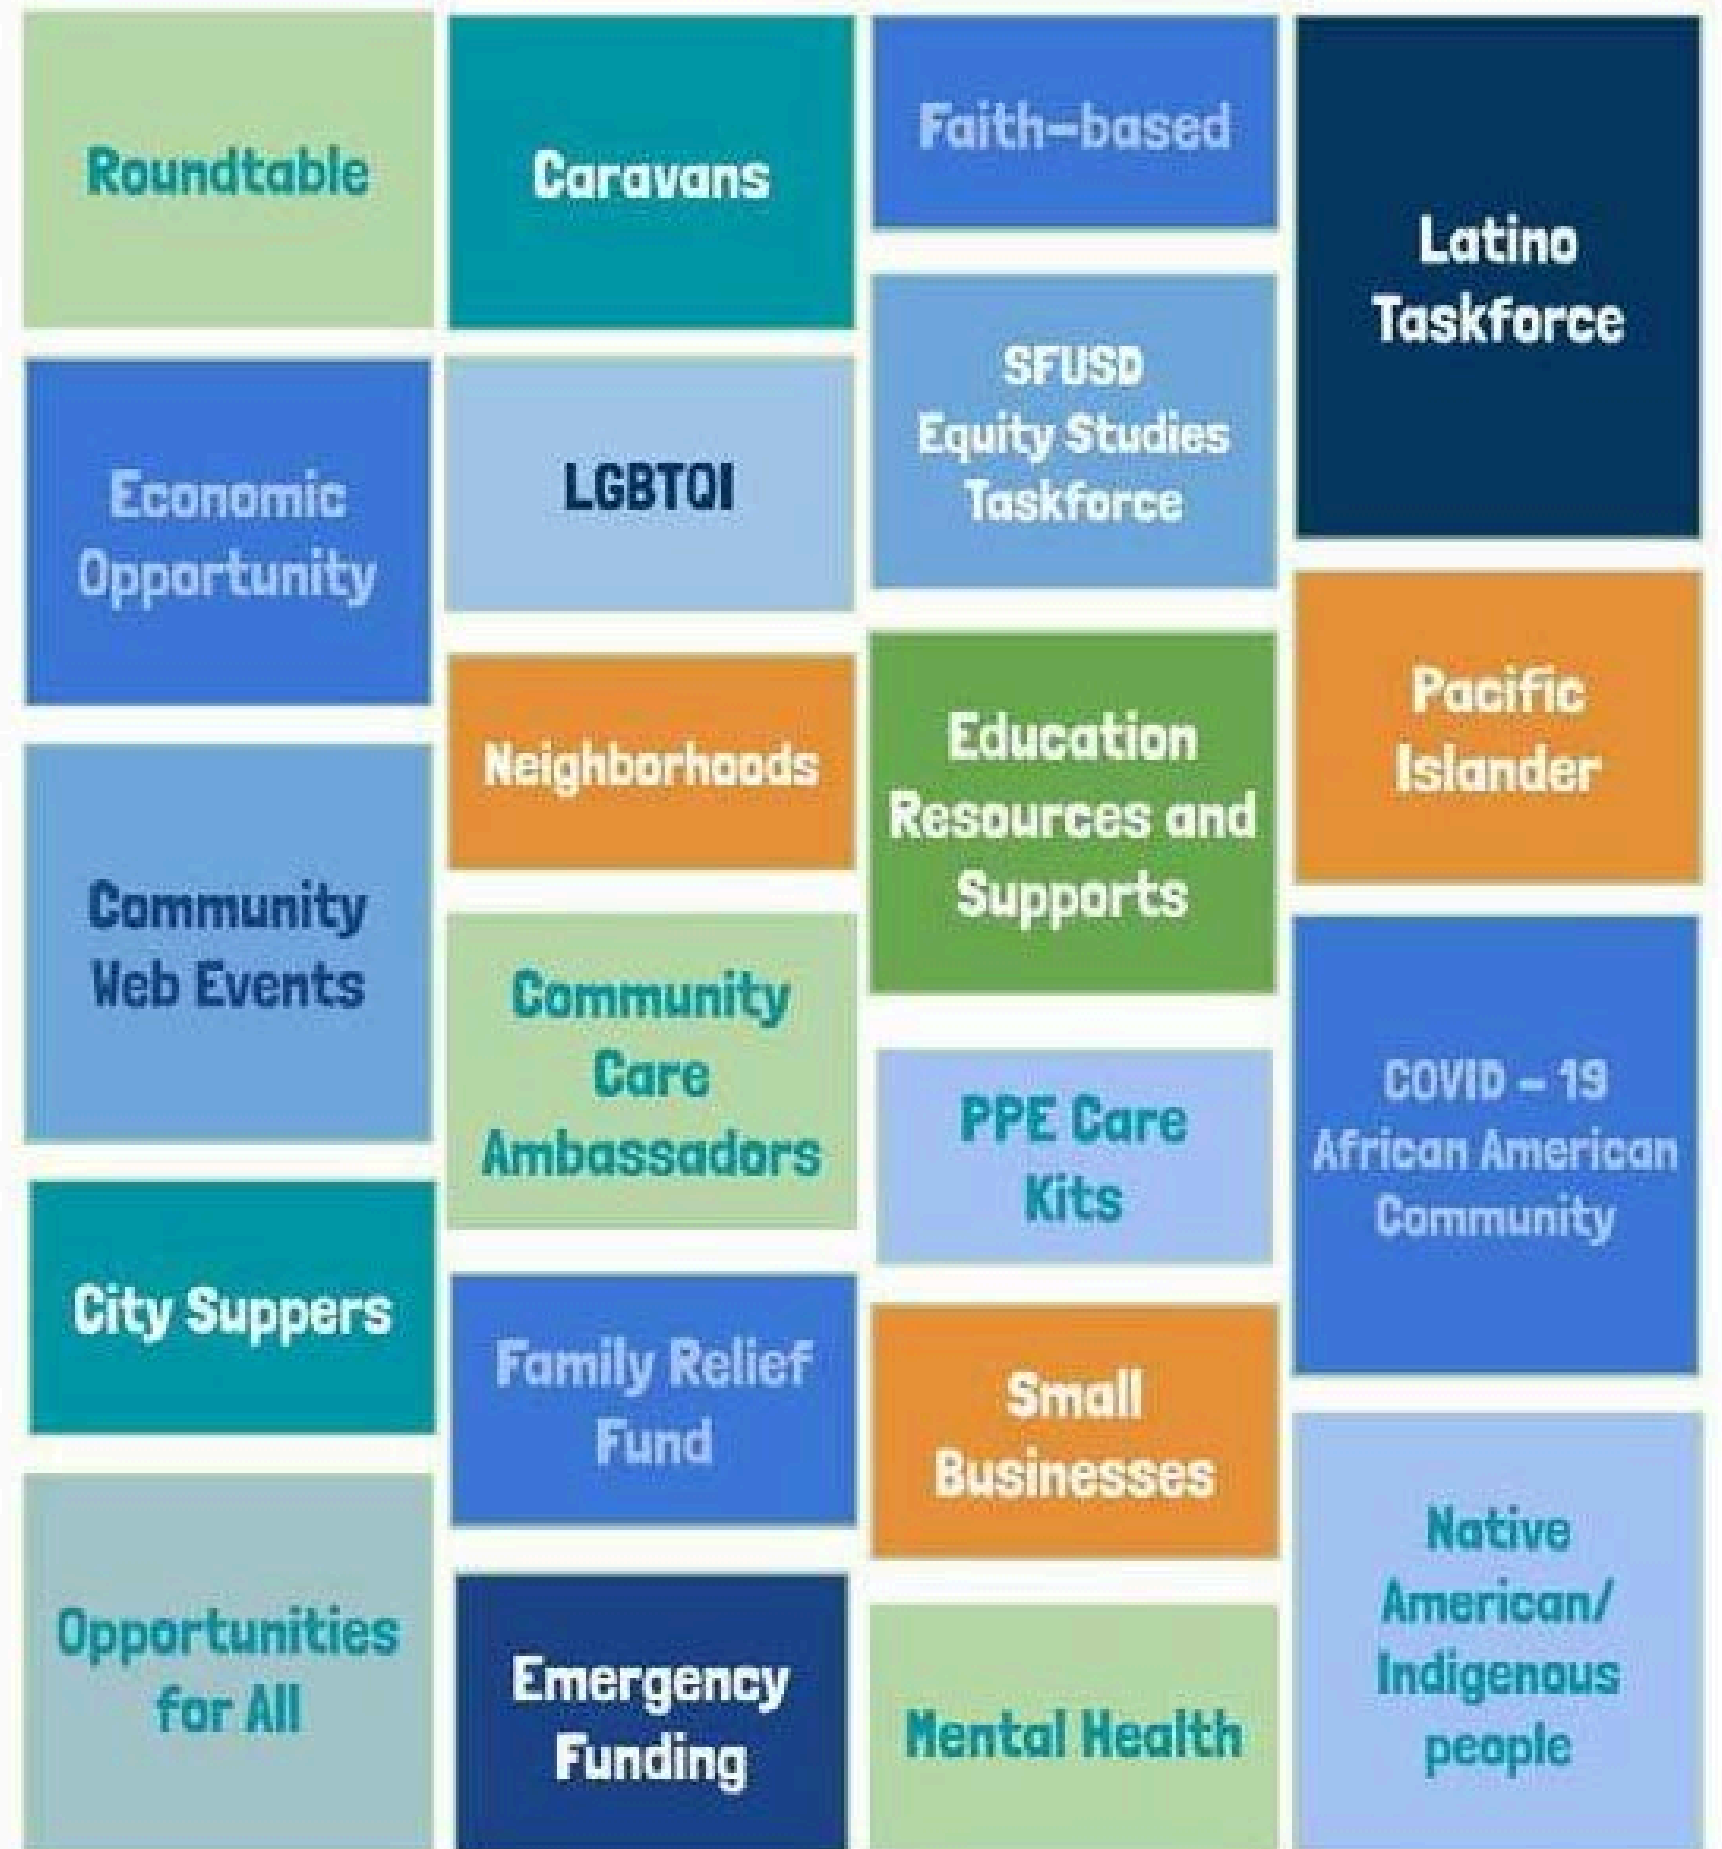 Roundtable
Caravans
Faith-based
Latino
Taskforce
Economic
Opportunity
LGBTQI
SFUSD
Equity Studies
Taskforce
Pacific
Islander
Neighborhoods
Education
Resources and
Supports
Community
Web Events
Community
Care
Ambassadors
PPE Care
Kits
COVID - 19
African American
Community
City Suppers
Family Relief
Fund
Small
Businesses
Native
American/
Indigenous
people
Opportunities
for All
Emergency
Funding
Mental Health